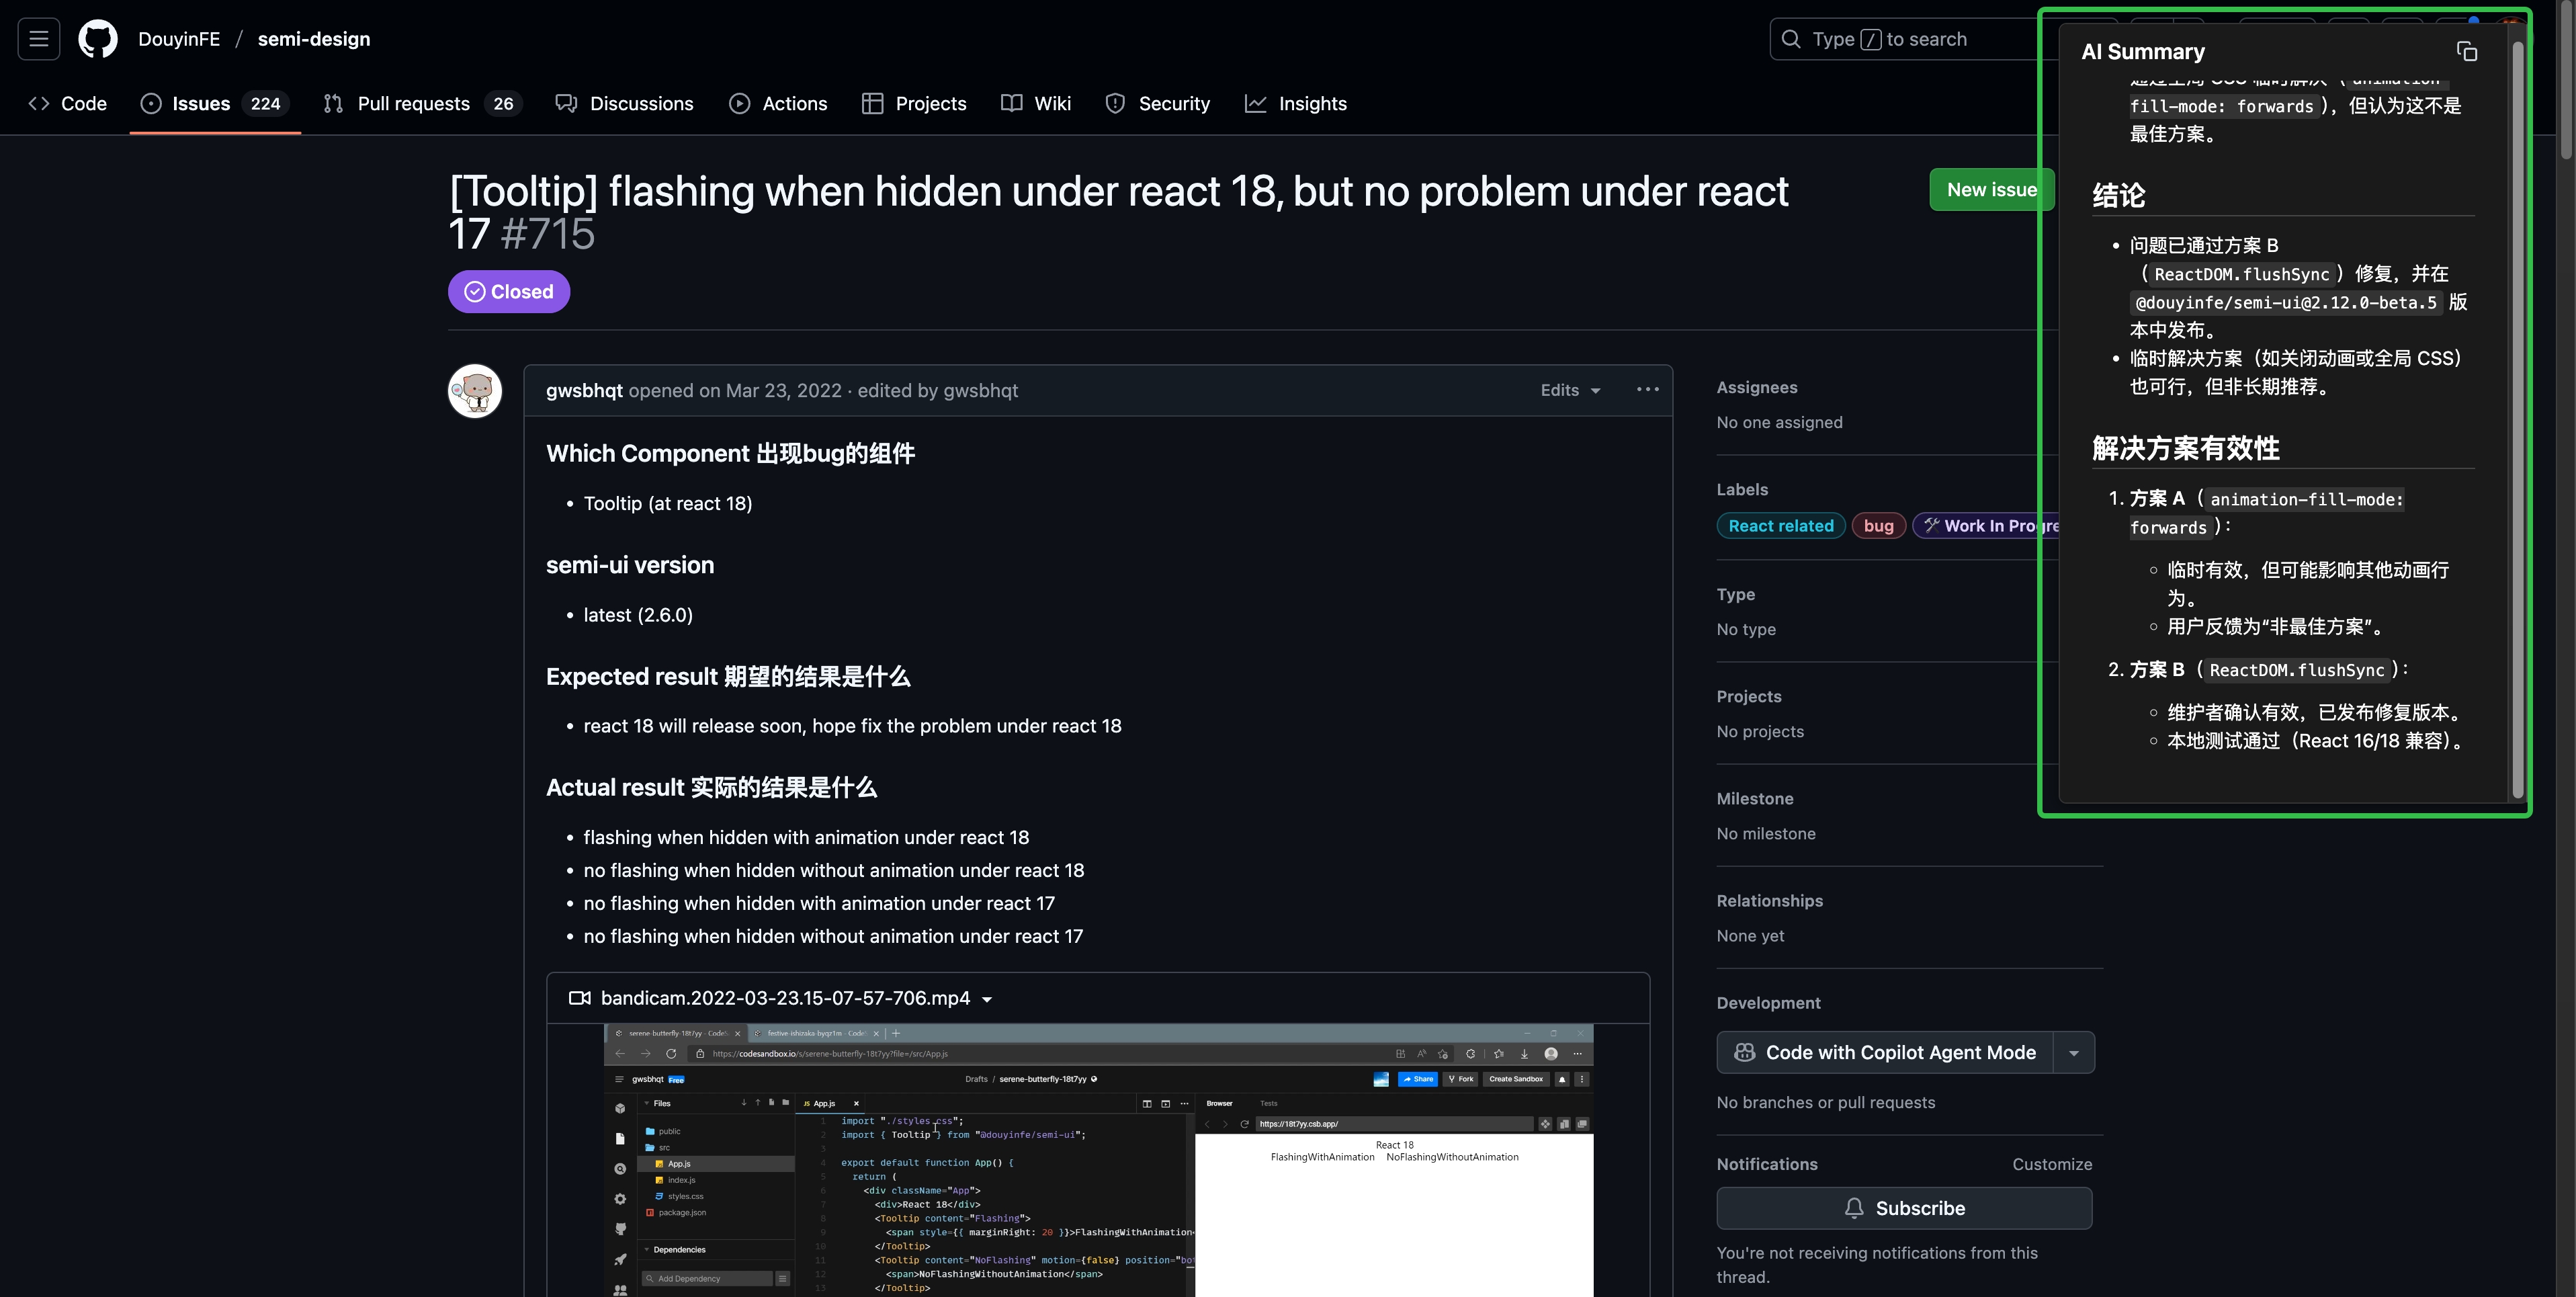 DouyinFE / semi-design
Type / to search
Code
Issues 224
Pull requests 26
Discussions
Actions
Projects
Wiki
Security
Insights
[Tooltip] flashing when hidden under react 18, but no problem under react
17 #715
New issue
Closed
gwsbhqt opened on Mar 23, 2022 · edited by gwsbhqt
Edits
Which Component 出现bug的组件
• Tooltip (at react 18)
semi-ui version
• latest (2.6.0)
Expected result 期望的结果是什么
• react 18 will release soon, hope fix the problem under react 18
Actual result 实际的结果是什么
• flashing when hidden with animation under react 18
• no flashing when hidden without animation under react 18
• no flashing when hidden with animation under react 17
• no flashing when hidden without animation under react 17
bandicam.2022-03-23.15-07-57-706.mp4
serene-butterfly-18t7yy - Code
https://codesandbox.io/s/serene-butterfly-18t7yy?file=/src/App.js
gwsbhqt Free
Drafts / serene-butterfly-18t7yy
Share
Fork
Create Sandbox
Files
public
src
App.js
index.js
styles.css
package.json
Dependencies
Add Dependency
JS App.js
1 import "./styles.css";
2 import { Tooltip } from "@douyinfe/semi-ui";
3
4 export default function App() {
5 return (
6 <div className="App">
7 <div>React 18</div>
8 <Tooltip content="Flashing">
9 <span style={{ marginRight: 20 }}>FlashingWithAnimation
10 </Tooltip>
11 <Tooltip content="NoFlashing" motion={false} position="bo
12 <span>NoFlashingWithoutAnimation</span>
13 </Tooltip>
Browser
Tests
https://18t7yy.csb.app/
React 18
FlashingWithAnimation NoFlashingWithoutAnimation
Assignees
No one assigned
Labels
React related
bug
🛠 Work In Progre
Type
No type
Projects
No projects
Milestone
No milestone
Relationships
None yet
Development
Code with Copilot Agent Mode
No branches or pull requests
Notifications
Customize
Subscribe
You're not receiving notifications from this
thread.
AI Summary
fill-mode: forwards），但认为这不是
最佳方案。
结论
• 问题已通过方案 B
（ReactDOM.flushSync）修复，并在
@douyinfe/semi-ui@2.12.0-beta.5 版
本中发布。
• 临时解决方案（如关闭动画或全局 CSS）
也可行，但非长期推荐。
解决方案有效性
1. 方案 A（animation-fill-mode:
forwards）：
◦ 临时有效，但可能影响其他动画行
为。
◦ 用户反馈为“非最佳方案”。
2. 方案 B（ReactDOM.flushSync）：
◦ 维护者确认有效，已发布修复版本。
◦ 本地测试通过（React 16/18 兼容）。